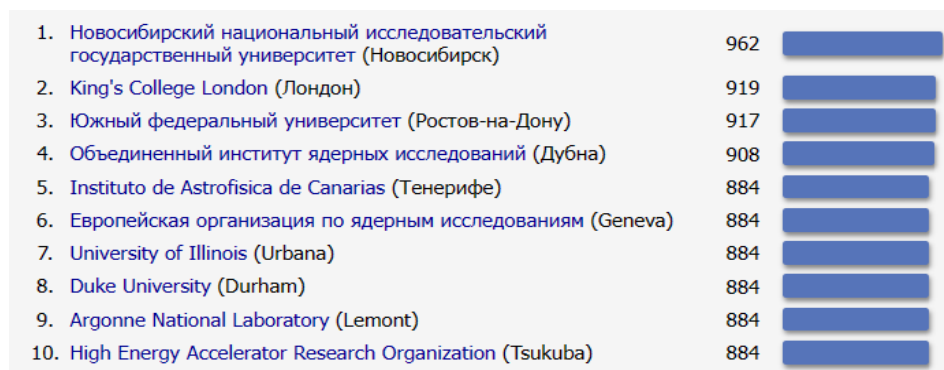 1. Новосибирский национальный исследовательский
государственный университет (Новосибирск) 962
2. King's College London (Лондон) 919
3. Южный федеральный университет (Ростов-на-Дону) 917
4. Объединенный институт ядерных исследований (Дубна) 908
5. Instituto de Astrofisica de Canarias (Тенерифе) 884
6. Европейская организация по ядерным исследованиям (Geneva) 884
7. University of Illinois (Urbana) 884
8. Duke University (Durham) 884
9. Argonne National Laboratory (Lemont) 884
10. High Energy Accelerator Research Organization (Tsukuba) 884